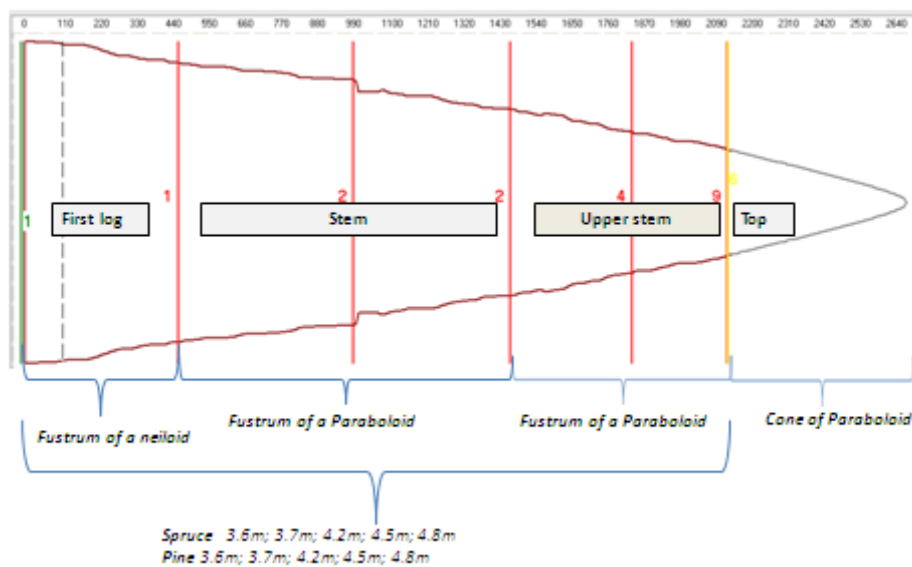 0 110 220 330 440 550 660 770 880 990 1100 1210 1320 1430 1540 1650 1760 1870 1980 2090 2200 2310 2420 2530 2640
1 2 2 4 9 6
1 First log Stem Upper stem Top
Fustrum of a neiloid Fustrum of a Paraboloid Fustrum of a Paraboloid Cone of Paraboloid
Spruce 3.6m; 3.7m; 4.2m; 4.5m; 4.8m
Pine 3.6m; 3.7m; 4.2m; 4.5m; 4.8m